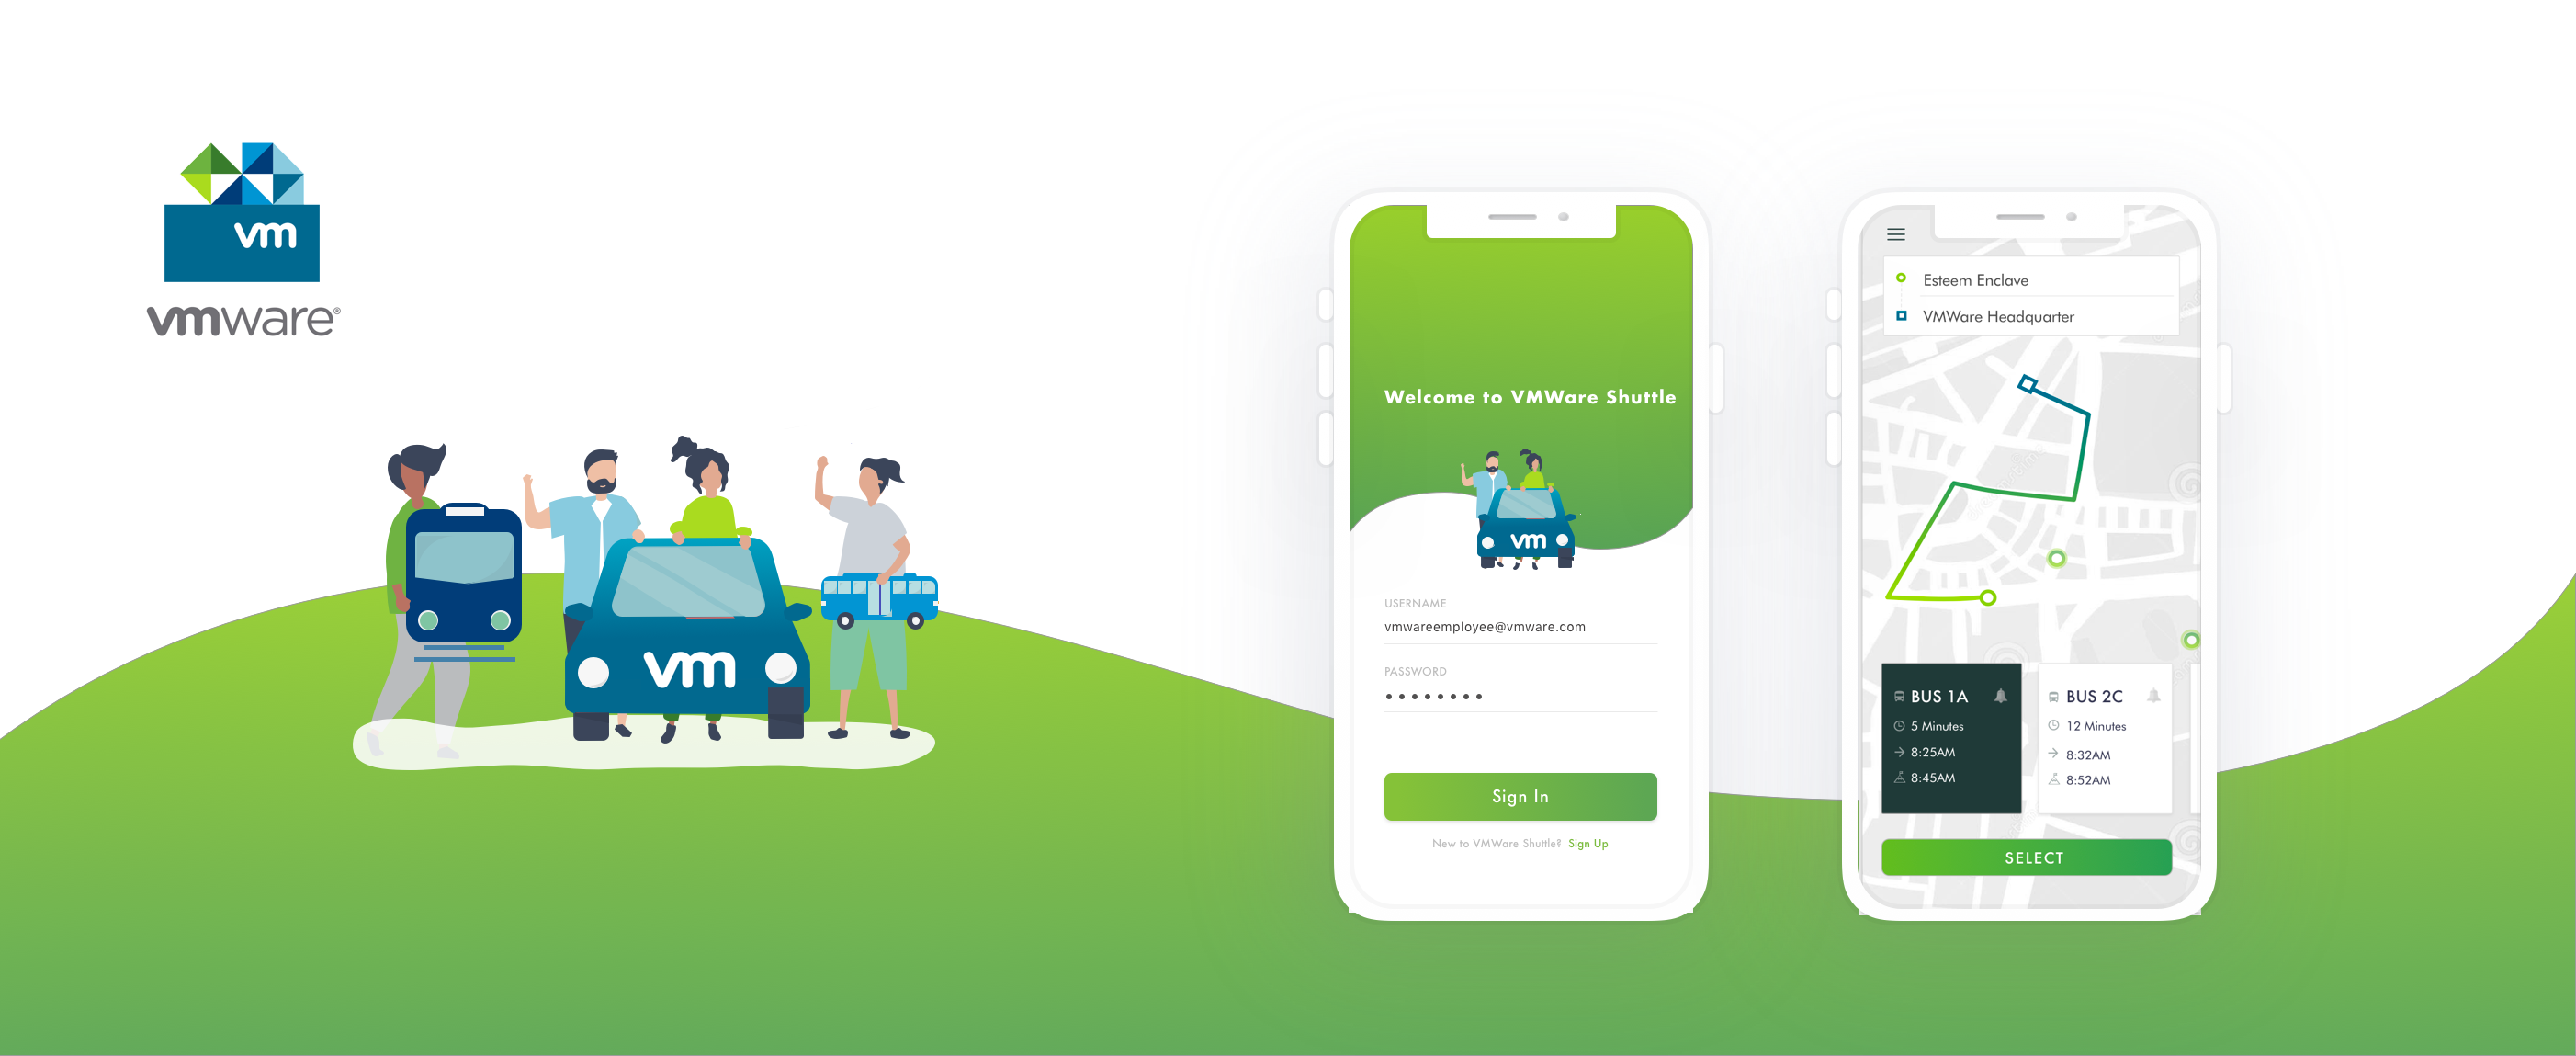 vm
vmware®
vm
Welcome to VMWare Shuttle
vm
USERNAME
vmwareemployee@vmware.com
PASSWORD
Sign In
New to VMWare Shuttle? Sign Up
Esteem Enclave
VMWare Headquarter
BUS 1A
5 Minutes
8:25AM
8:45AM
BUS 2C
12 Minutes
8:32AM
8:52AM
SELECT